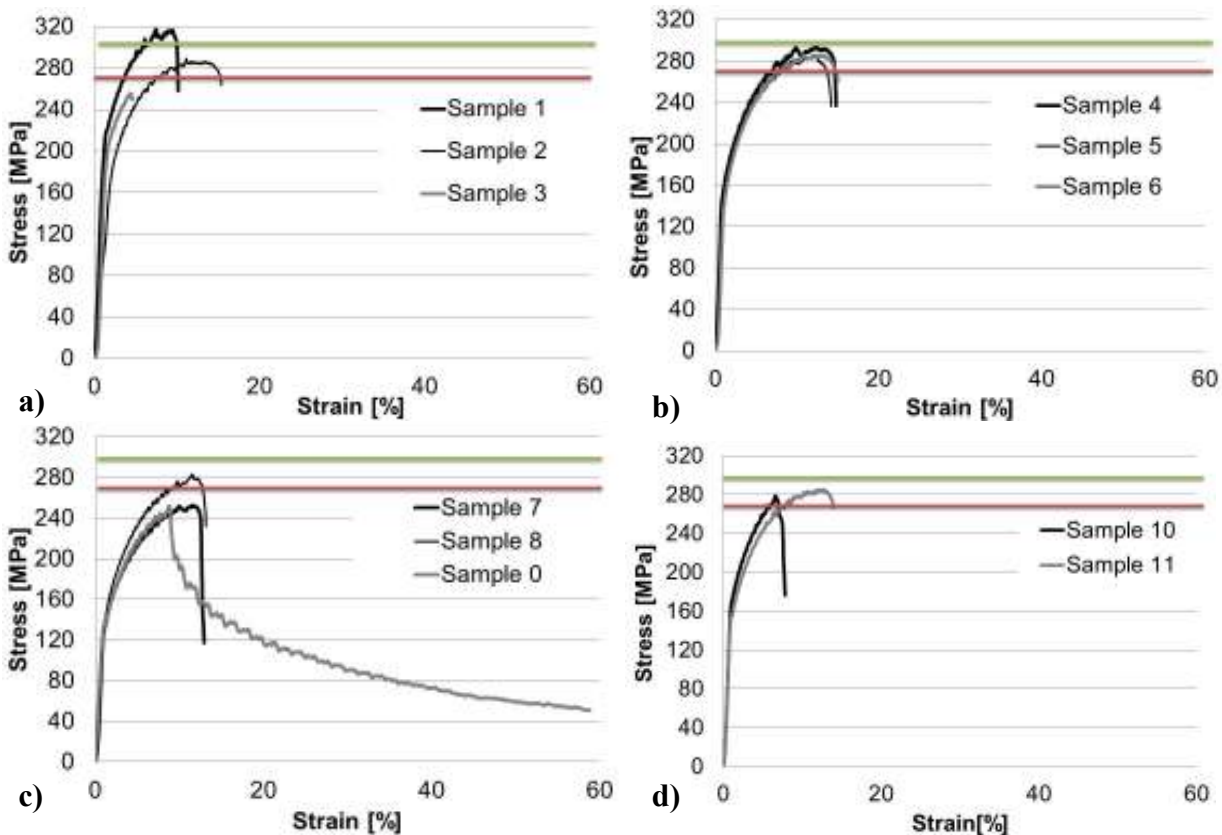 320
280
240
200
160
120
80
40
0
Stress [MPa]
Sample 1
Sample 2
Sample 3
0 20 40 60
Strain [%]
a)
320
280
240
200
160
120
80
40
0
Stress [MPa]
Sample 4
Sample 5
Sample 6
0 20 40 60
Strain [%]
b)
320
280
240
200
160
120
80
40
0
Stress [MPa]
Sample 7
Sample 8
Sample 0
0 20 40 60
Strain [%]
c)
320
280
240
200
160
120
80
40
0
Stress [MPa]
Sample 10
Sample 11
0 20 40 60
Strain[%]
d)